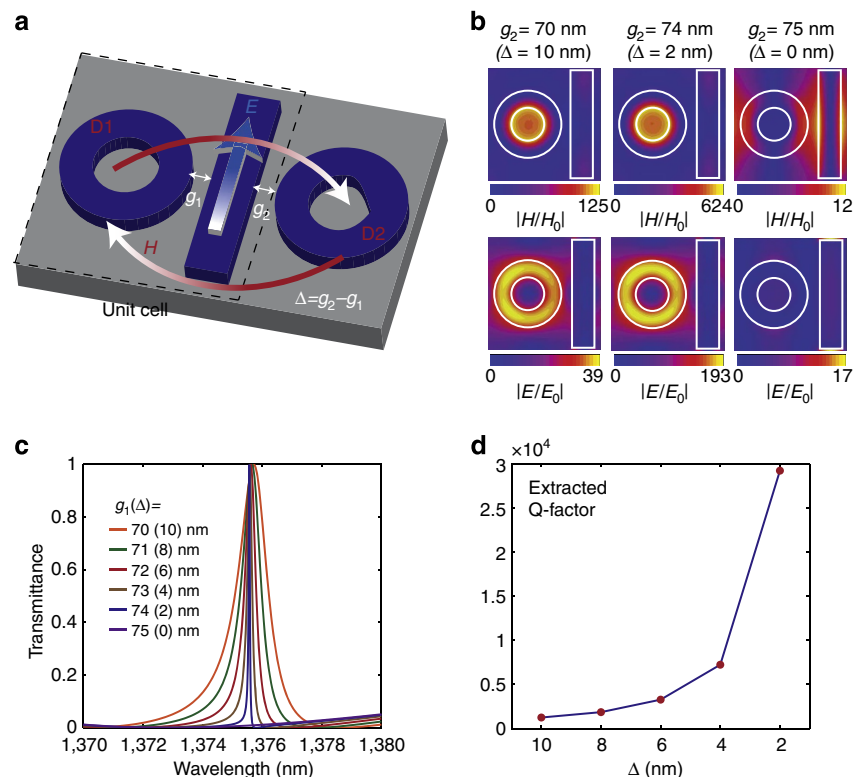 a
E
D1
g₁
g₂
D2
H
Δ=g₂–g₁
Unit cell
b
g₂= 70 nm
(Δ = 10 nm)
g₂= 74 nm
(Δ = 2 nm)
g₂= 75 nm
(Δ = 0 nm)
0 125 0 624 0 12
|H/H₀| |H/H₀| |H/H₀|
0 39 0 193 0 17
|E/E₀| |E/E₀| |E/E₀|
c
g₁(Δ)=
70 (10) nm
71 (8) nm
72 (6) nm
73 (4) nm
74 (2) nm
75 (0) nm
1
0.8
0.6
0.4
0.2
0
Transmittance
1,370 1,372 1,374 1,376 1,378 1,380
Wavelength (nm)
d
×10⁴
Extracted
Q-factor
3
2.5
2
1.5
1
0.5
0
10 8 6 4 2
Δ (nm)